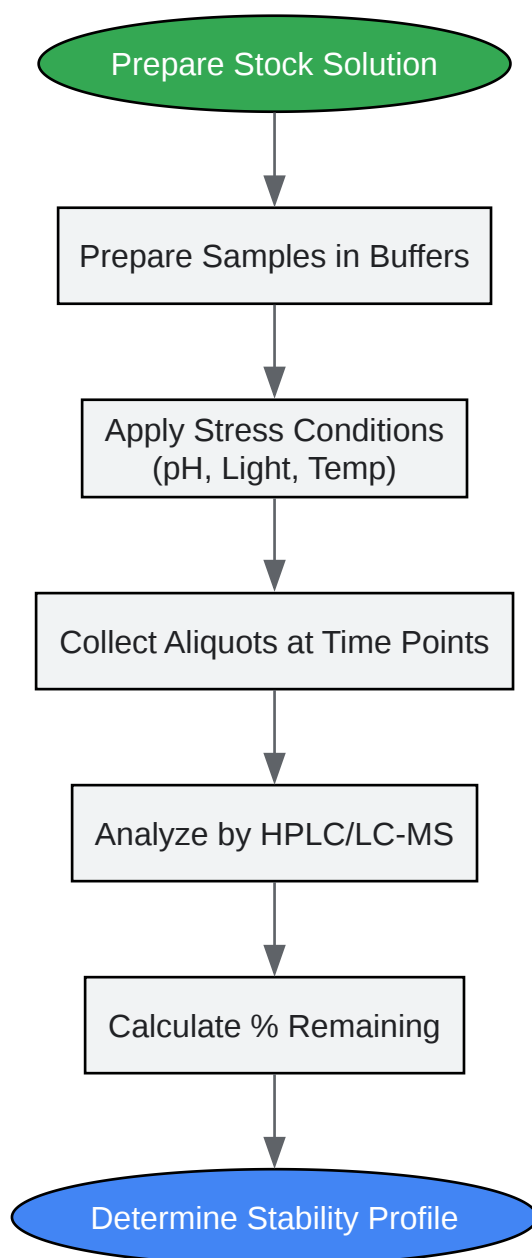 Prepare Stock Solution
Prepare Samples in Buffers
Apply Stress Conditions
(pH, Light, Temp)
Collect Aliquots at Time Points
Analyze by HPLC/LC-MS
Calculate % Remaining
Determine Stability Profile